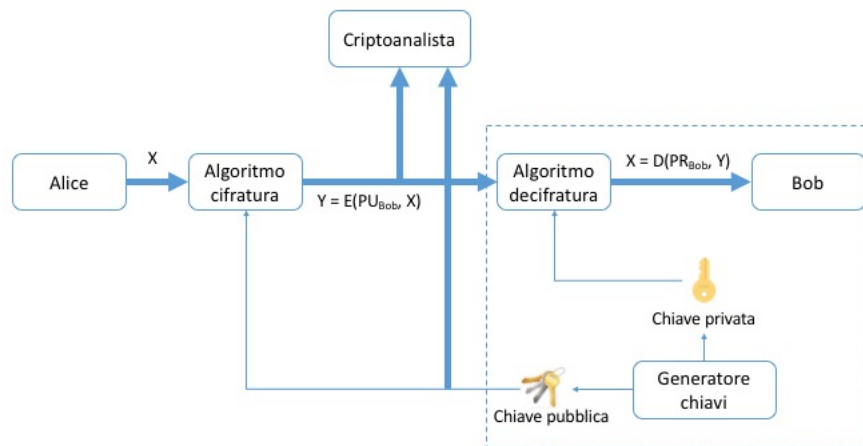 Criptoanalista
Alice
X
Algoritmo
cifratura
Y = E(PU_Bob, X)
Algoritmo
decifratura
X = D(PR_Bob, Y)
Bob
Chiave privata
Generatore
chiavi
Chiave pubblica